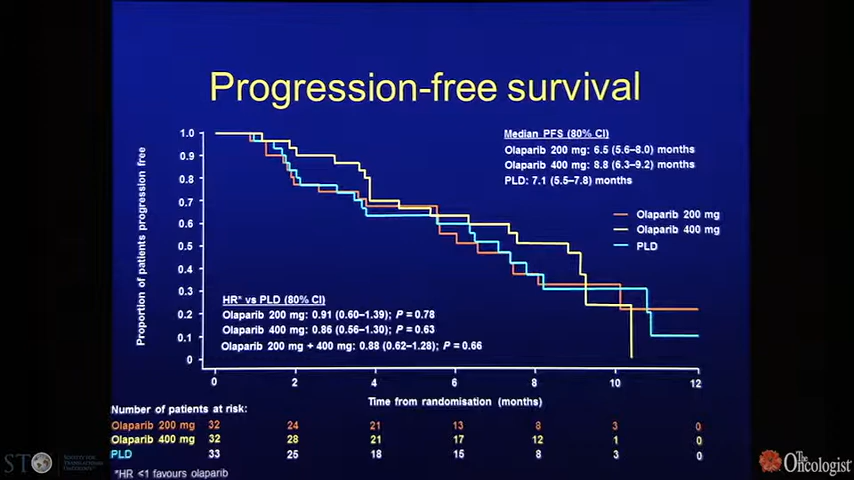 Progression-free survival
Proportion of patients progression free
1.0
0.9
0.8
0.7
0.6
0.5
0.4
0.3
0.2
0.1
0
Median PFS (80% CI)
Olaparib 200 mg: 6.5 (5.6–8.0) months
Olaparib 400 mg: 8.8 (6.3–9.2) months
PLD: 7.1 (5.5–7.8) months
Olaparib 200 mg
Olaparib 400 mg
PLD
HR* vs PLD (80% CI)
Olaparib 200 mg: 0.91 (0.60–1.39); P = 0.78
Olaparib 400 mg: 0.86 (0.56–1.30); P = 0.63
Olaparib 200 mg + 400 mg: 0.88 (0.62–1.28); P = 0.66
0 2 4 6 8 10 12
Time from randomisation (months)
Number of patients at risk:
Olaparib 200 mg 32 24 21 13 8 3 0
Olaparib 400 mg 32 28 21 17 12 1 0
PLD 33 25 18 15 8 3 0
*HR <1 favours olaparib
The Oncologist